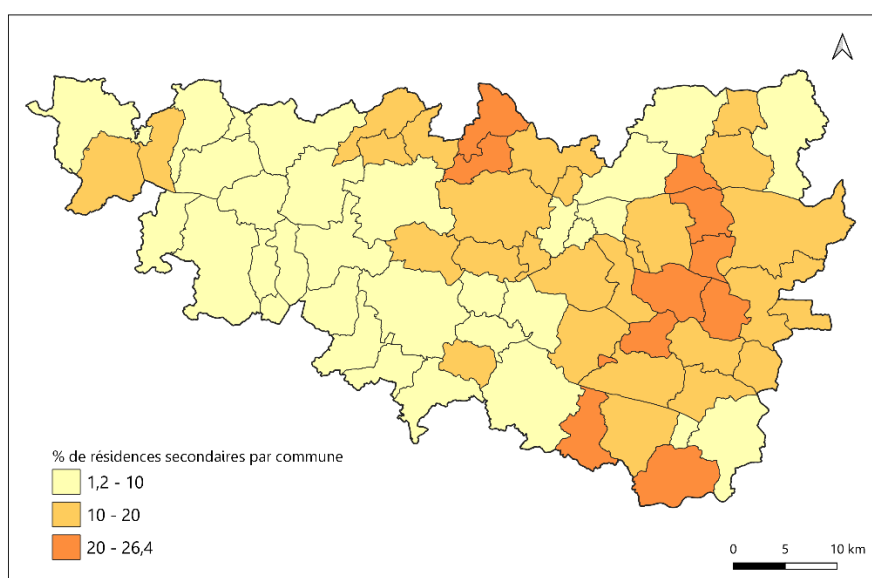 % de résidences secondaires par commune
1,2 - 10
10 - 20
20 - 26,4
0 5 10 km